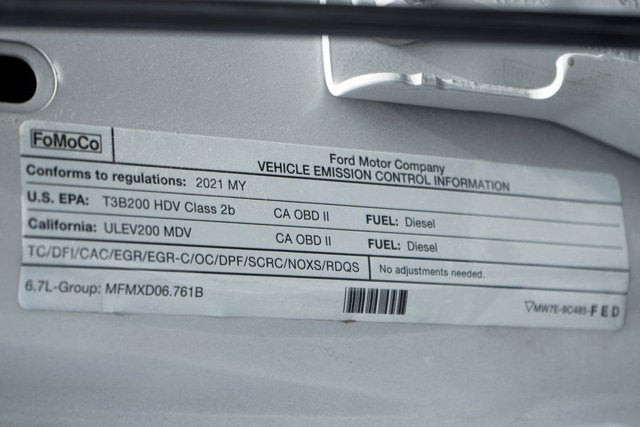 FoMoCo
Ford Motor Company
VEHICLE EMISSION CONTROL INFORMATION
Conforms to regulations: 2021 MY
U.S. EPA: T3B200 HDV Class 2b CA OBD II FUEL: Diesel
California: ULEV200 MDV CA OBD II FUEL: Diesel
TC/DFI/CAC/EGR/EGR-C/OC/DPF/SCRC/NOXS/RDQS No adjustments needed.
6.7L-Group: MFMXD06.761B ▽MW7E-9C485-FED